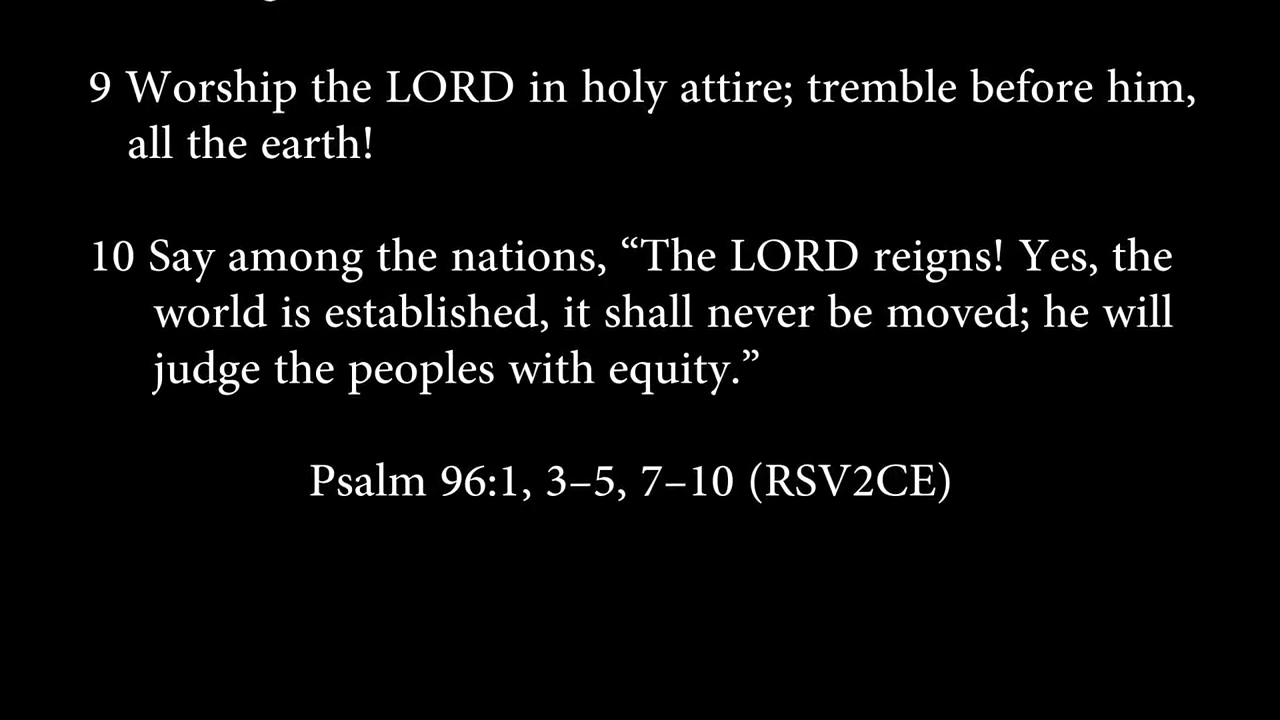 9 Worship the LORD in holy attire; tremble before him,
all the earth!
10 Say among the nations, “The LORD reigns! Yes, the
world is established, it shall never be moved; he will
judge the peoples with equity.”
Psalm 96:1, 3–5, 7–10 (RSV2CE)